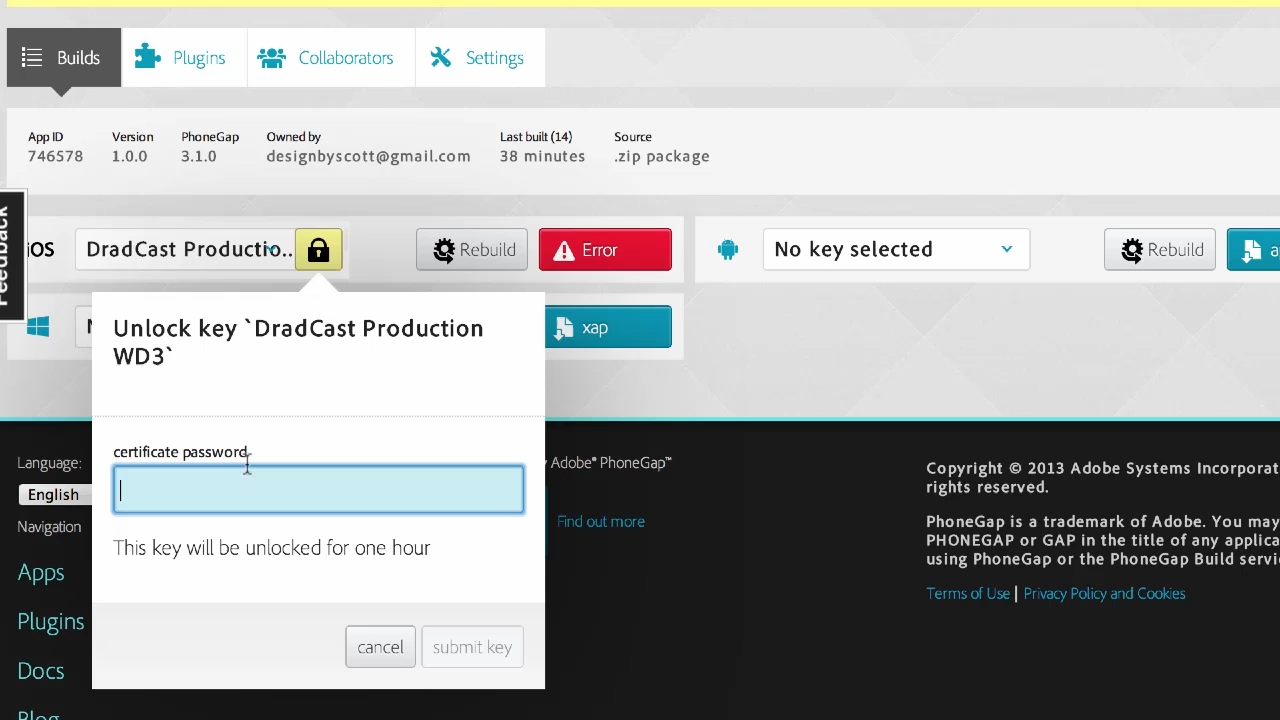 Builds
Plugins
Collaborators
Settings
App ID
Version
PhoneGap
Owned by
Last built (14)
Source
746578
1.0.0
3.1.0
designbyscott@gmail.com
38 minutes
.zip package
Feedback
iOS
DradCast Productio..
Rebuild
Error
No key selected
Rebuild
xap
Unlock key `DradCast Production
WD3`
certificate password
This key will be unlocked for one hour
cancel
submit key
Language:
English
Navigation
Apps
Plugins
Docs
Blog
Adobe® PhoneGap™
Find out more
Copyright © 2013 Adobe Systems
rights reserved.
PhoneGap is a trademark of Adobe. You may
PHONEGAP or GAP in the title of any
using PhoneGap or the PhoneGap Build
Terms of Use | Privacy Policy and Cookies